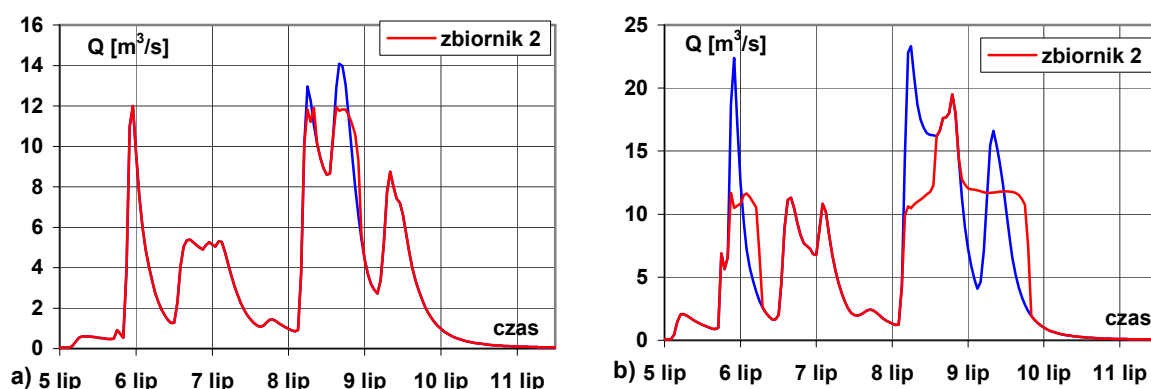 16
14
12
10
8
6
4
2
0
Q [m³/s]
zbiornik 2
czas
a) 5 lip 6 lip 7 lip 8 lip 9 lip 10 lip 11 lip
25
20
15
10
5
0
Q [m³/s]
zbiornik 2
czas
b) 5 lip 6 lip 7 lip 8 lip 9 lip 10 lip 11 lip